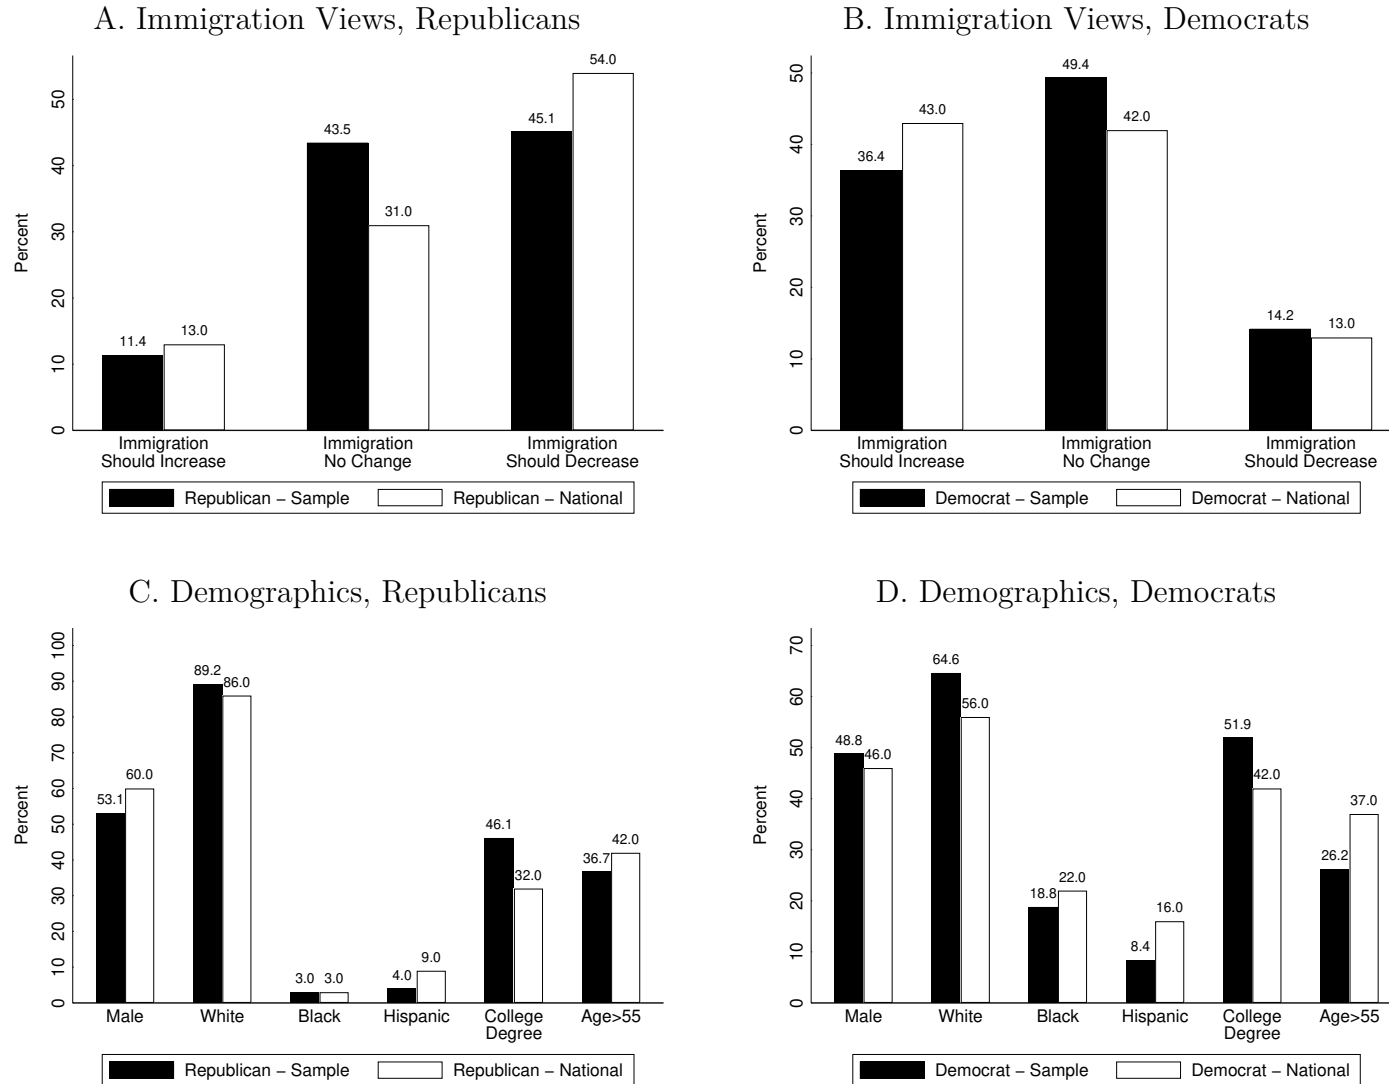 A. Immigration Views, Republicans
Percent
0 10 20 30 40 50
11.4 13.0 43.5 31.0 45.1 54.0
Immigration Should Increase
Immigration No Change
Immigration Should Decrease
Republican – Sample Republican – National
B. Immigration Views, Democrats
Percent
0 10 20 30 40 50
36.4 43.0 49.4 42.0 14.2 13.0
Immigration Should Increase
Immigration No Change
Immigration Should Decrease
Democrat – Sample Democrat – National
C. Demographics, Republicans
Percent
0 10 20 30 40 50 60 70 80 90 100
53.1 60.0 89.2 86.0 3.0 3.0 4.0 9.0 46.1 32.0 36.7 42.0
Male White Black Hispanic College Degree Age>55
Republican – Sample Republican – National
D. Demographics, Democrats
Percent
0 10 20 30 40 50 60 70
48.8 46.0 64.6 56.0 18.8 22.0 8.4 16.0 51.9 42.0 26.2 37.0
Male White Black Hispanic College Degree Age>55
Democrat – Sample Democrat – National